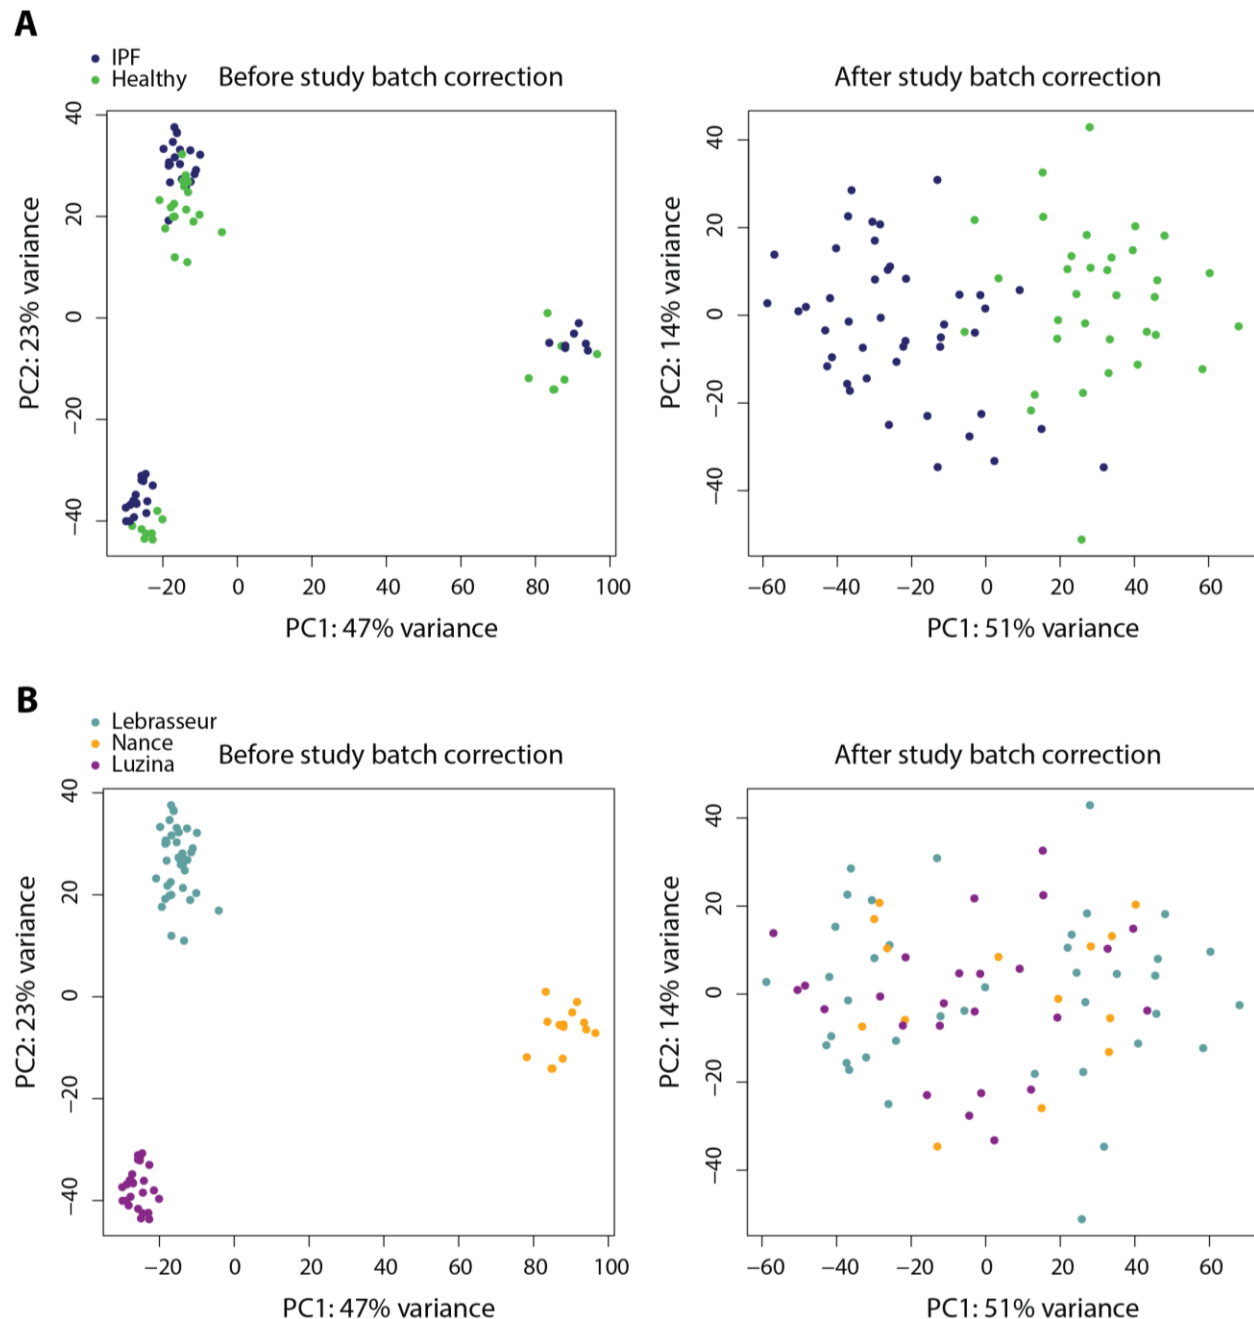 A
IPF
Healthy
Before study batch correction
After study batch correction
40
20
0
−20
−40
PC2: 23% variance
−20 0 20 40 60 80 100
PC1: 47% variance
40
20
0
−20
−40
PC2: 14% variance
−60 −40 −20 0 20 40 60
PC1: 51% variance
B
Lebrasseur
Nance
Luzina
Before study batch correction
After study batch correction
40
20
0
−20
−40
PC2: 23% variance
−20 0 20 40 60 80 100
PC1: 47% variance
40
20
0
−20
−40
PC2: 14% variance
−60 −40 −20 0 20 40 60
PC1: 51% variance